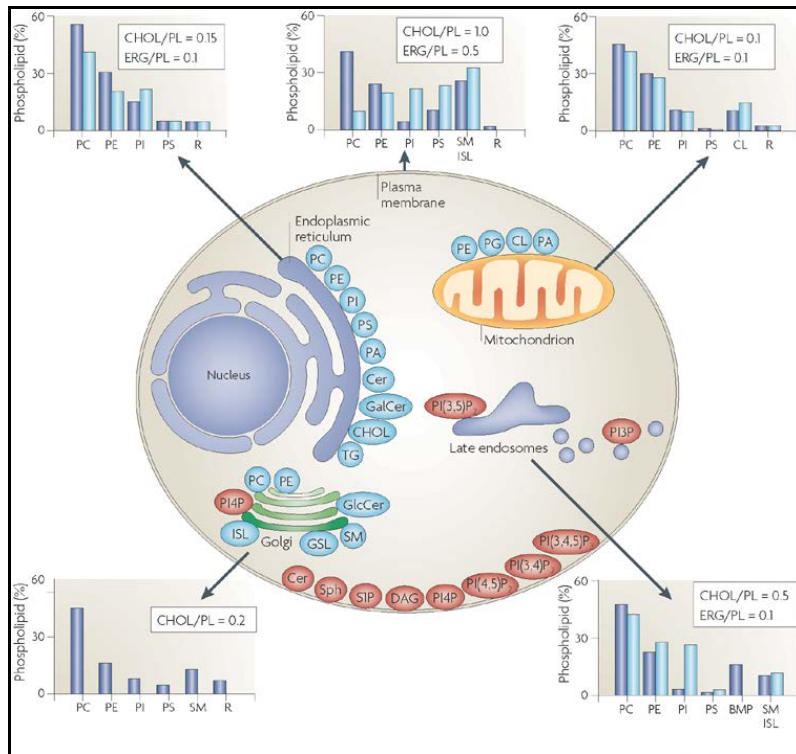 Phospholipid (%)
60
30
0
CHOL/PL = 0.15
ERG/PL = 0.1
PC PE PI PS R
Phospholipid (%)
60
30
0
CHOL/PL = 1.0
ERG/PL = 0.5
PC PE PI PS SM R
ISL
Phospholipid (%)
60
30
0
CHOL/PL = 0.1
ERG/PL = 0.1
PC PE PI PS CL R
Plasma
membrane
Endoplasmic
reticulum
PC
PE
PI
PS
PA
Cer
GalCer
CHOL
TG
Nucleus
PE PG CL PA
Mitochondrion
PI(3,5)P2
Late endosomes
PI3P
PC PE
PI4P
GlcCer
ISL
Golgi
GSL
SM
Cer
Sph
S1P
DAG
PI4P
PI(4,5)P2
PI(3,4)P2
PI(3,4,5)P3
Phospholipid (%)
60
30
0
CHOL/PL = 0.2
PC PE PI PS SM R
Phospholipid (%)
60
30
0
CHOL/PL = 0.5
ERG/PL = 0.1
PC PE PI PS BMP SM
ISL